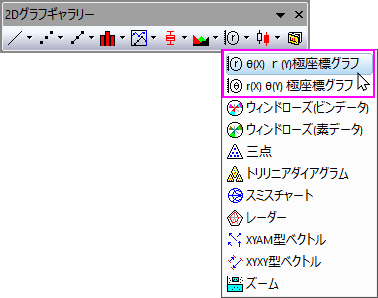 2Dグラフギャラリー
θ(X) r (Y)極座標グラフ
r(X) θ(Y) 極座標グラフ
ウィンドローズ(ビンデータ)
ウィンドローズ(素データ)
三点
トリリニアダイアグラム
スミスチャート
レーダー
XYAM型ベクトル
XYXY型ベクトル
ズーム